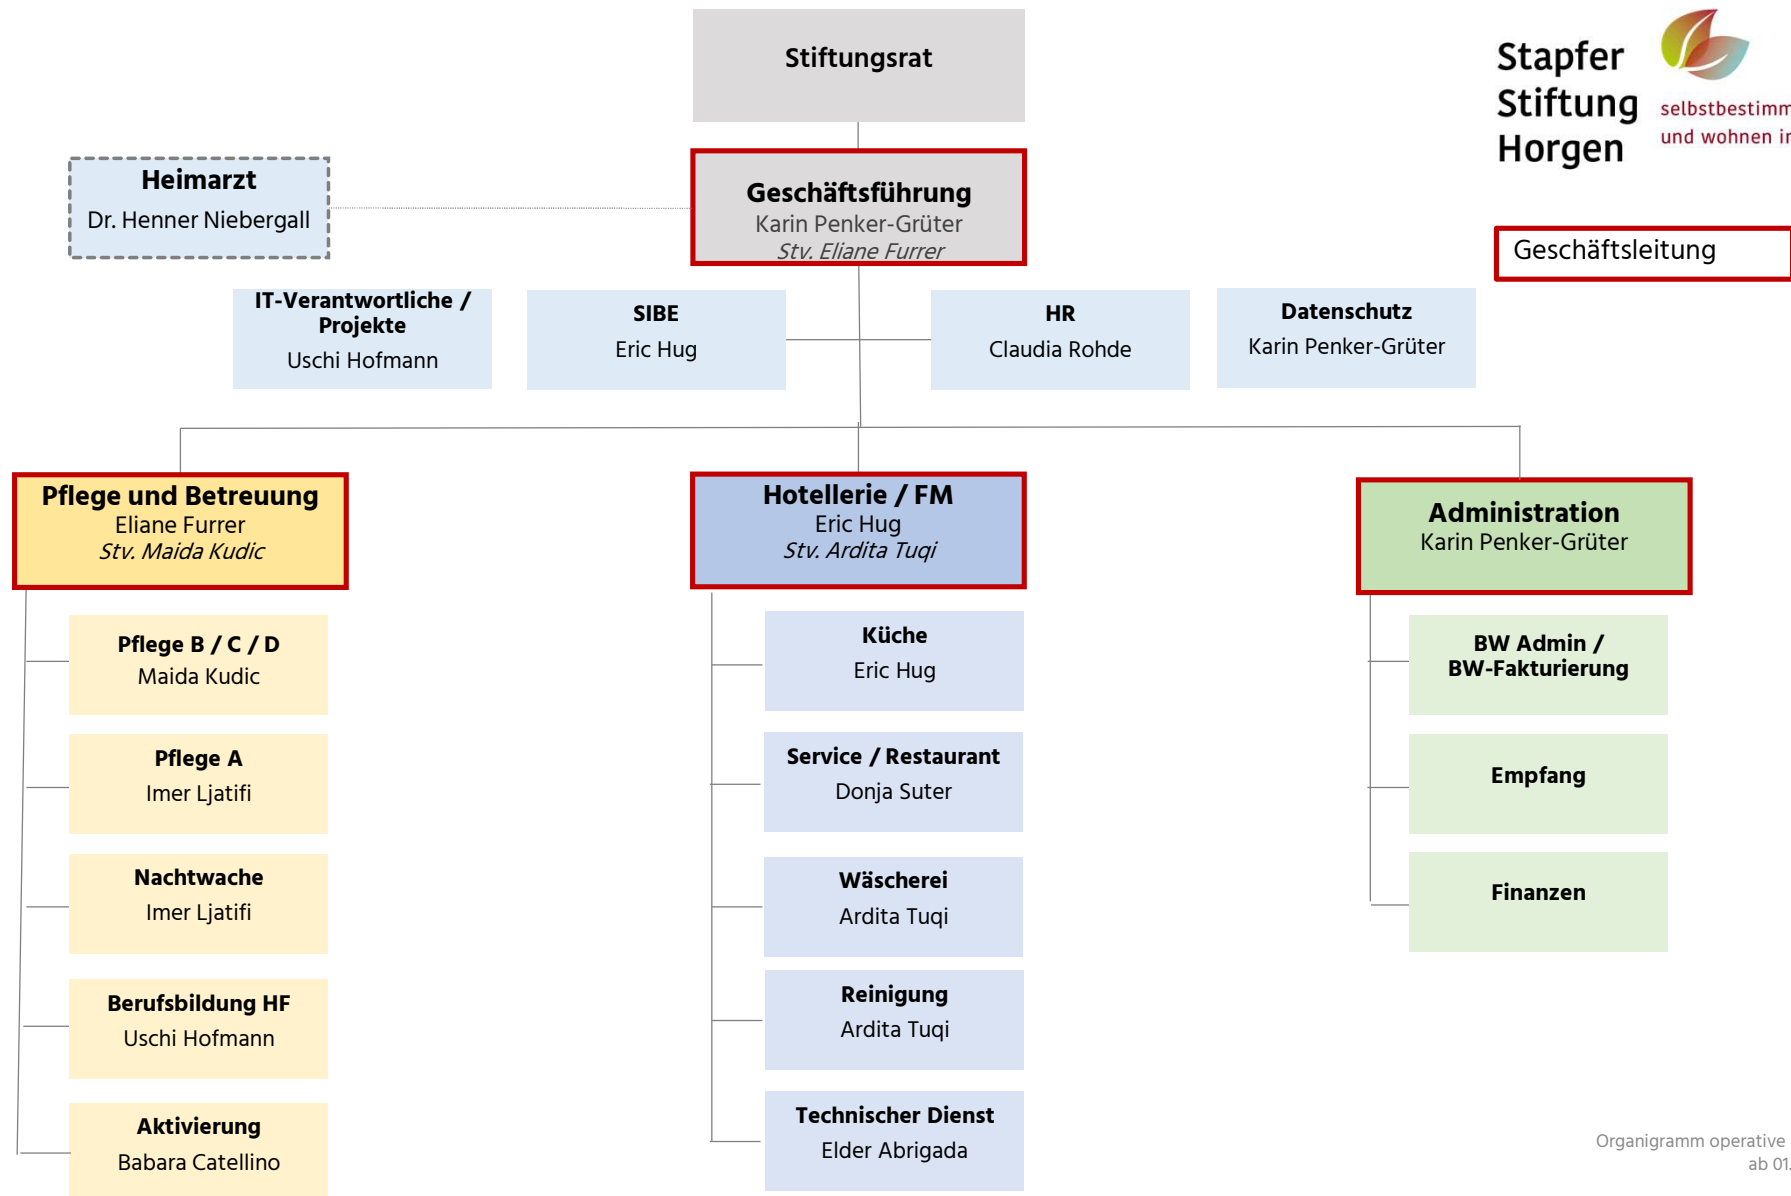 Stiftungsrat
Stapfer
Stiftung
Horgen
selbstbestimm
und wohnen in
Heimarzt
Dr. Henner Niebergall
Geschäftsführung
Karin Penker-Grüter
Stv. Eliane Furrer
Geschäftsleitung
IT-Verantwortliche /
Projekte
Uschi Hofmann
SIBE
Eric Hug
HR
Claudia Rohde
Datenschutz
Karin Penker-Grüter
Pflege und Betreuung
Eliane Furrer
Stv. Maida Kudic
Hotellerie / FM
Eric Hug
Stv. Ardita Tuqi
Administration
Karin Penker-Grüter
Pflege B / C / D
Maida Kudic
Pflege A
Imer Ljatifi
Nachtwache
Imer Ljatifi
Berufsbildung HF
Uschi Hofmann
Aktivierung
Babara Catellino
Küche
Eric Hug
Service / Restaurant
Donja Suter
Wäscherei
Ardita Tuqi
Reinigung
Ardita Tuqi
Technischer Dienst
Elder Abrigada
BW Admin /
BW-Fakturierung
Empfang
Finanzen
Organigramm operative
ab 01.